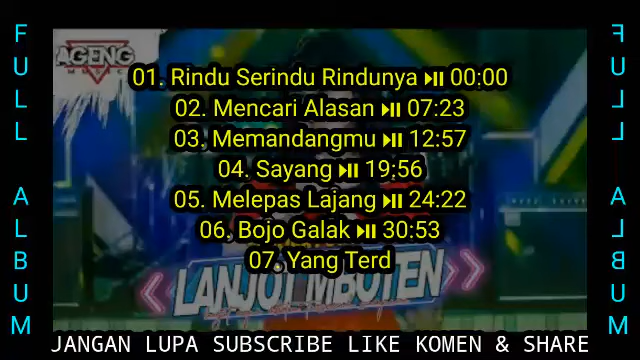 FULL ALBUM
AGENG
MUSIC
01. Rindu Serindu Rindunya ⏯ 00:00
02. Mencari Alasan ⏯ 07:23
03. Memandangmu ⏯ 12:57
04. Sayang ⏯ 19:56
05. Melepas Lajang ⏯ 24:22
06. Bojo Galak ⏯ 30:53
07. Yang Terd
LANJOT MBOTEN
FULL ALBUM
JANGAN LUPA SUBSCRIBE LIKE KOMEN & SHARE